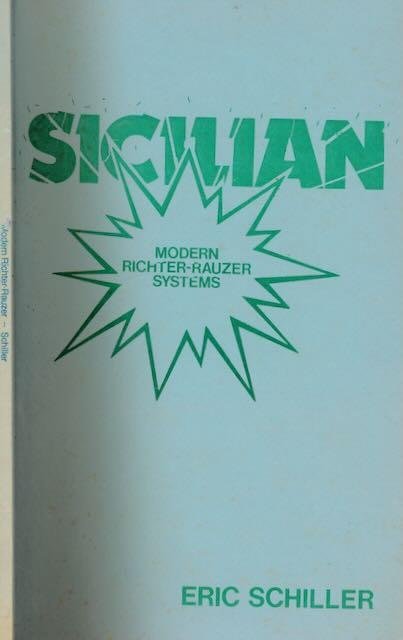 SICILIAN
MODERN
RICHTER-RAUZER
SYSTEMS
ERIC SCHILLER
Modern Richter-Rauzer - Schiller